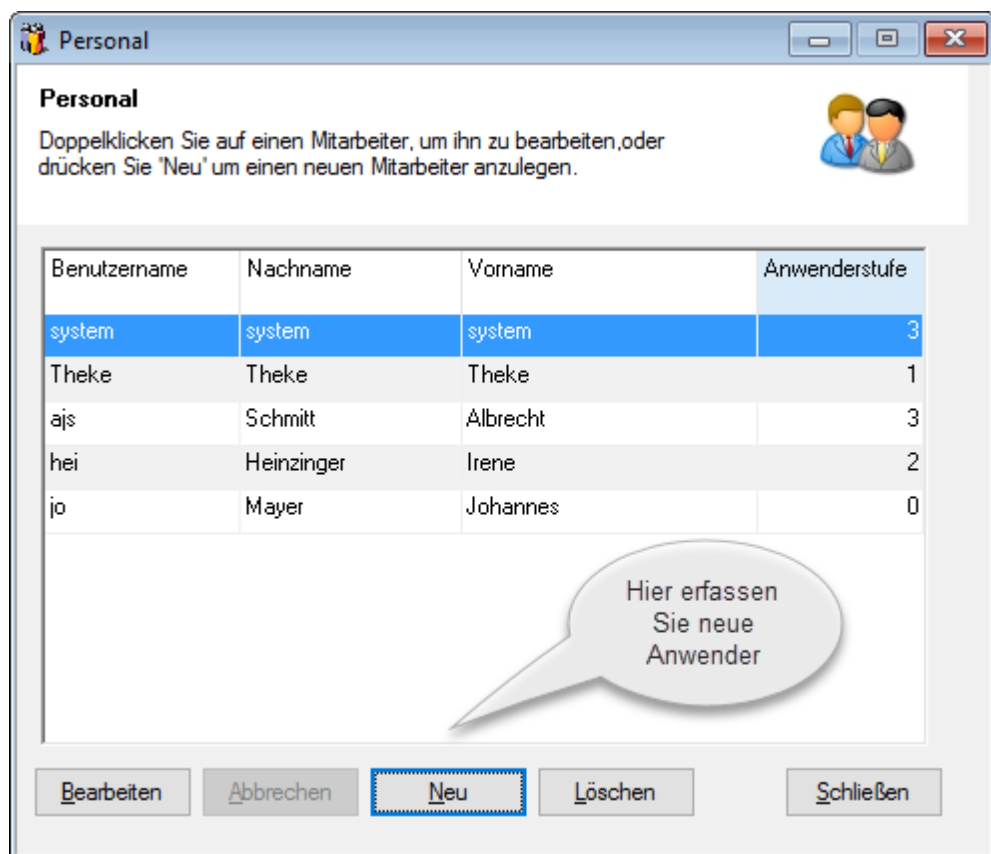 Personal
Personal
Doppelklicken Sie auf einen Mitarbeiter, um ihn zu bearbeiten,oder
drücken Sie 'Neu' um einen neuen Mitarbeiter anzulegen.
Benutzername Nachname Vorname Anwenderstufe
system system system 3
Theke Theke Theke 1
ajs Schmitt Albrecht 3
hei Heinzinger Irene 2
jo Mayer Johannes 0
Hier erfassen
Sie neue
Anwender
Bearbeiten Abbrechen Neu Löschen Schließen